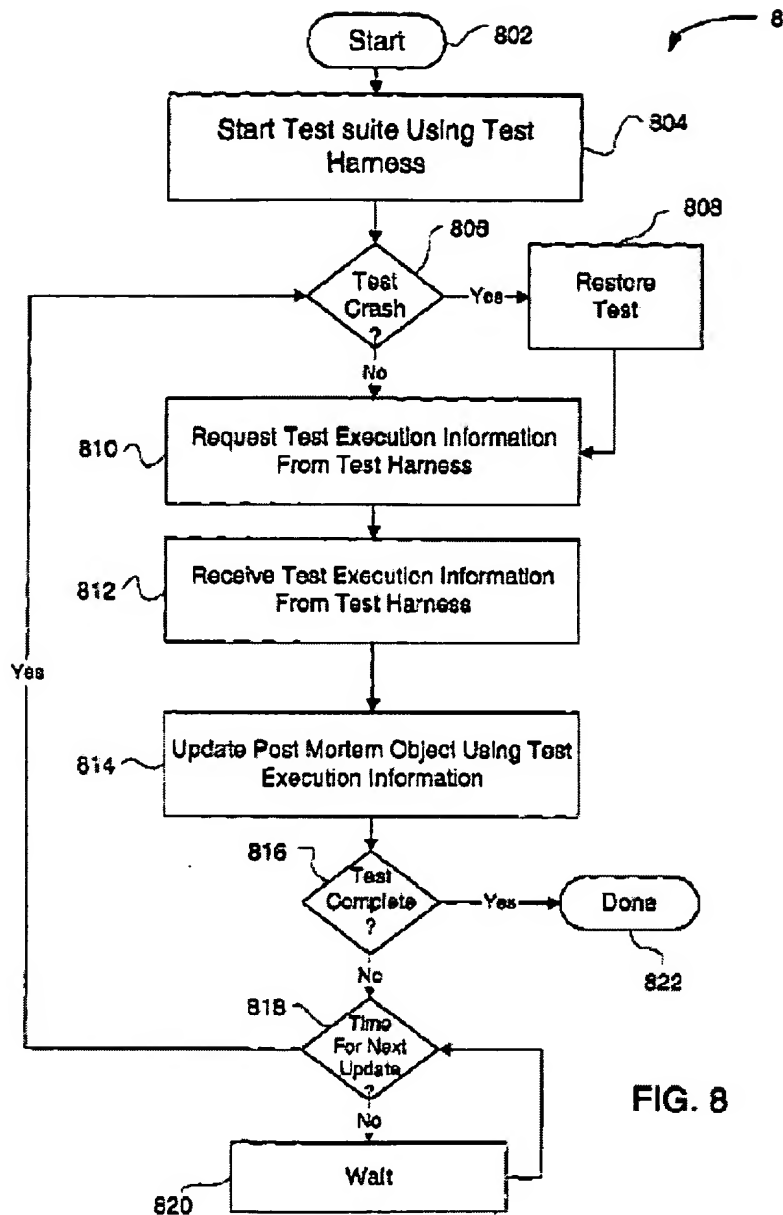 8
Start
802
Start Test suite Using Test
Harness
804
Test
Crash
?
806
Yes
Restore
Test
808
No
810
Request Test Execution Information
From Test Harness
812
Receive Test Execution Information
From Test Harness
Yes
814
Update Post Mortem Object Using Test
Execution Information
816
Test
Complete
?
Yes
Done
822
No
818
Time
For Next
Update
?
No
FIG. 8
Wait
820